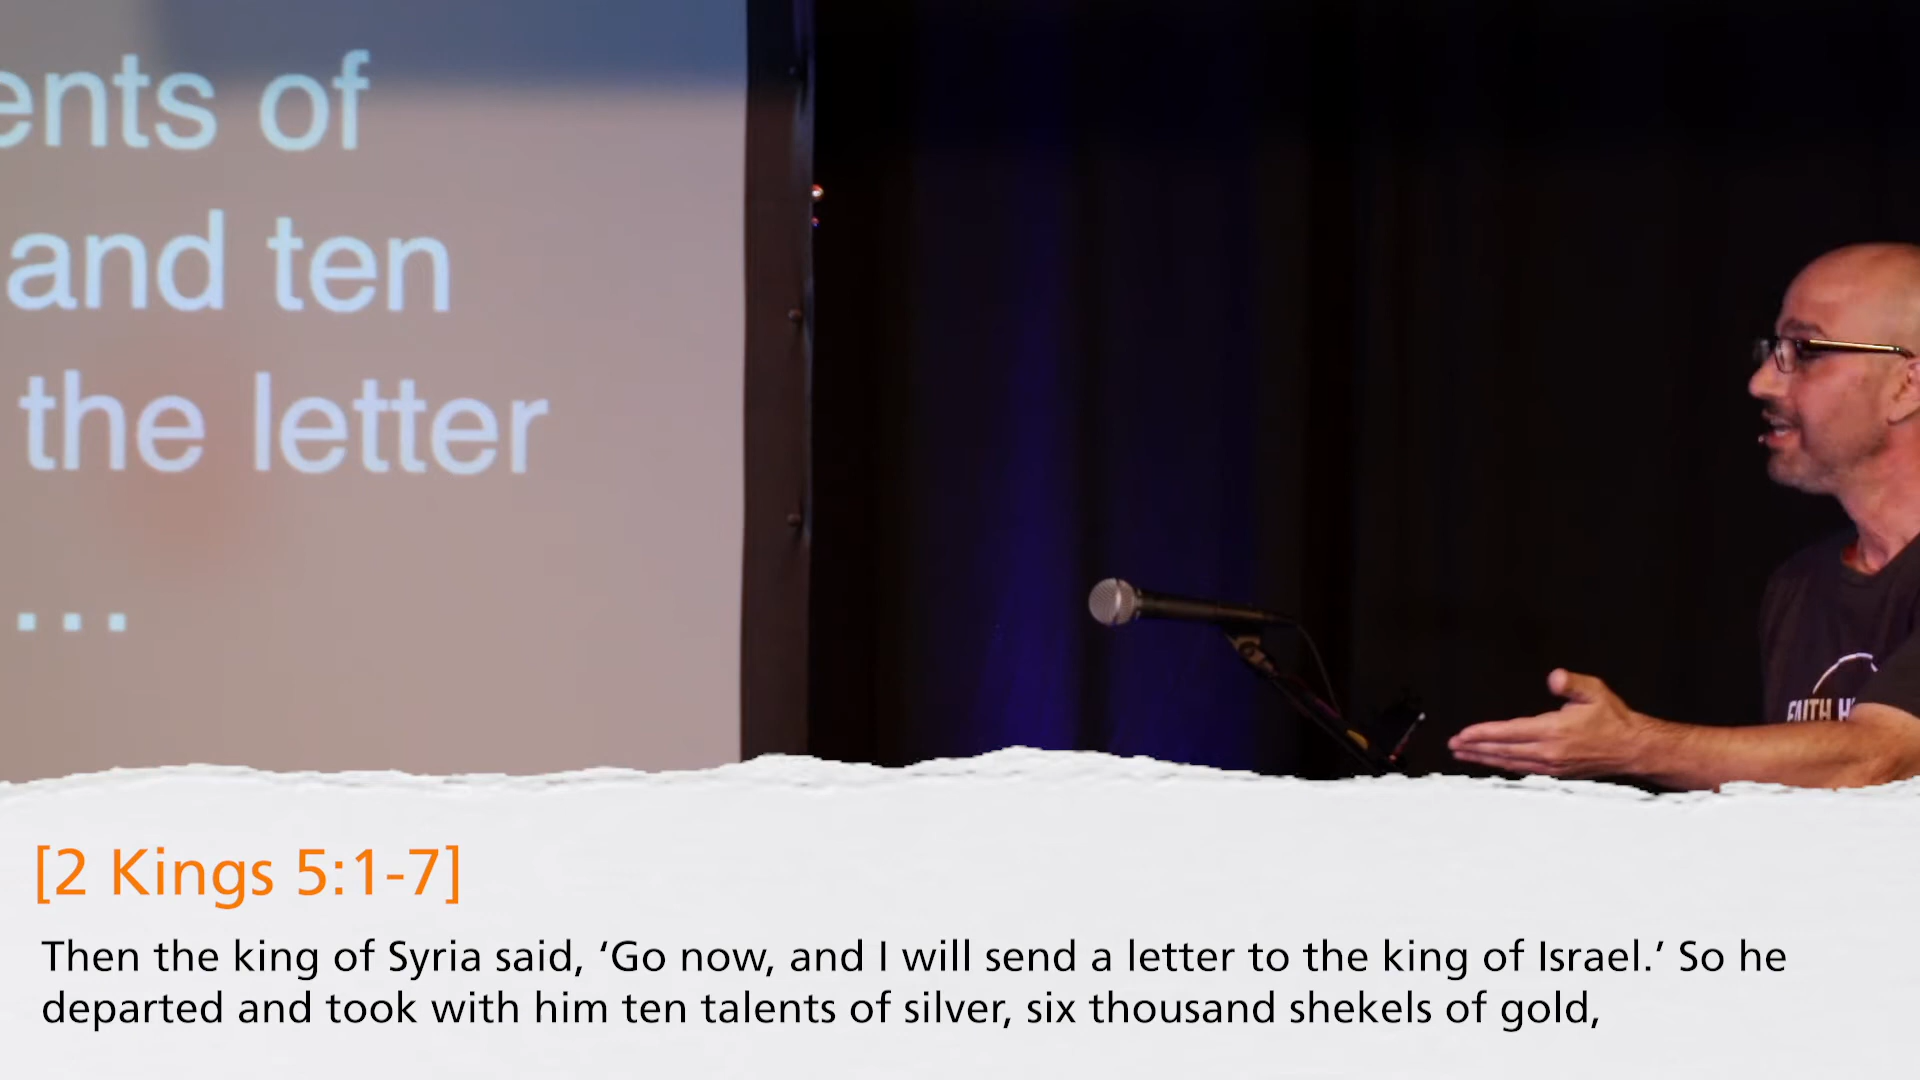 ents of
and ten
the letter
...
FAITH H
[2 Kings 5:1-7]
Then the king of Syria said, ‘Go now, and I will send a letter to the king of Israel.’ So he
departed and took with him ten talents of silver, six thousand shekels of gold,